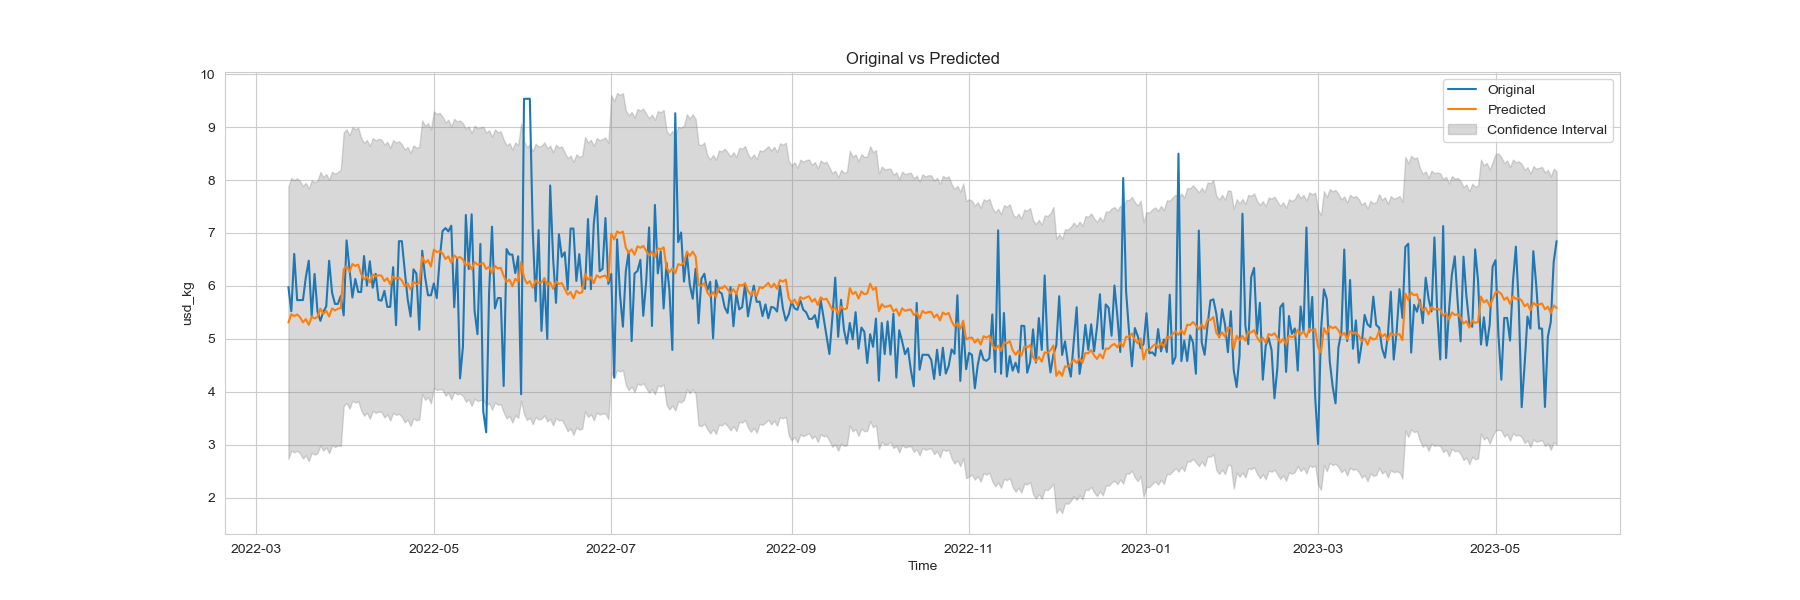 Original vs Predicted
10
9
8
7
6
5
4
3
2
usd_kg
Original
Predicted
Confidence Interval
2022-03
2022-05
2022-07
2022-09
2022-11
2023-01
2023-03
2023-05
Time